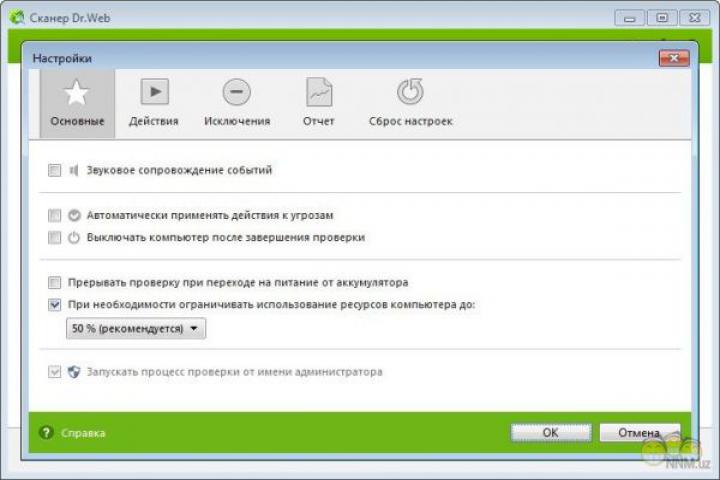 Сканер Dr.Web
Настройки
Основные
Действия
Исключения
Отчет
Сброс настроек
Звуковое сопровождение событий
Автоматически применять действия к угрозам
Выключать компьютер после завершения проверки
Прерывать проверку при переходе на питание от аккумулятора
При необходимости ограничивать использование ресурсов компьютера до:
50 % (рекомендуется)
Запускать процесс проверки от имени администратора
? Справка
OK
Отмена
NNM.uz